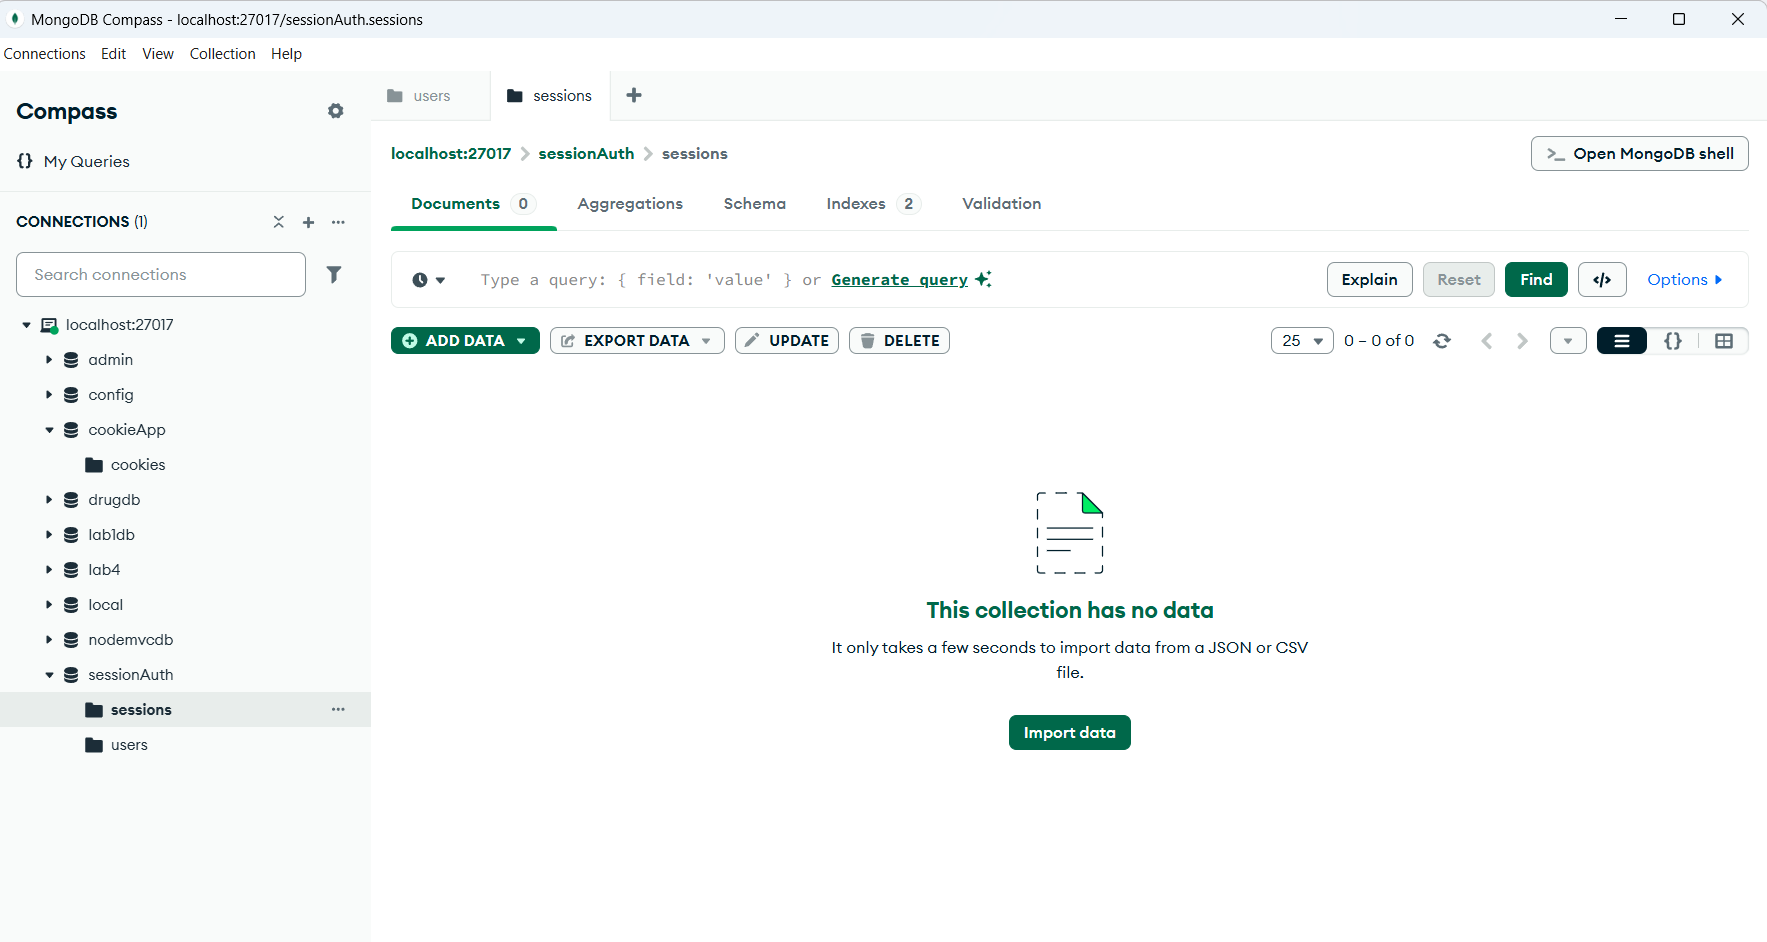 MongoDB Compass - localhost:27017/sessionAuth.sessions
Connections Edit View Collection Help
Compass
My Queries
CONNECTIONS (1)
Search connections
localhost:27017
admin
config
cookieApp
cookies
drugdb
lab1db
lab4
local
nodemvcdb
sessionAuth
sessions
users
users sessions
localhost:27017 sessionAuth sessions
Open MongoDB shell
Documents 0 Aggregations Schema Indexes 2 Validation
Type a query: { field: 'value' } or Generate query
Explain Reset Find </> Options
ADD DATA EXPORT DATA UPDATE DELETE
25 0 – 0 of 0 {}
This collection has no data
It only takes a few seconds to import data from a JSON or CSV
file.
Import data